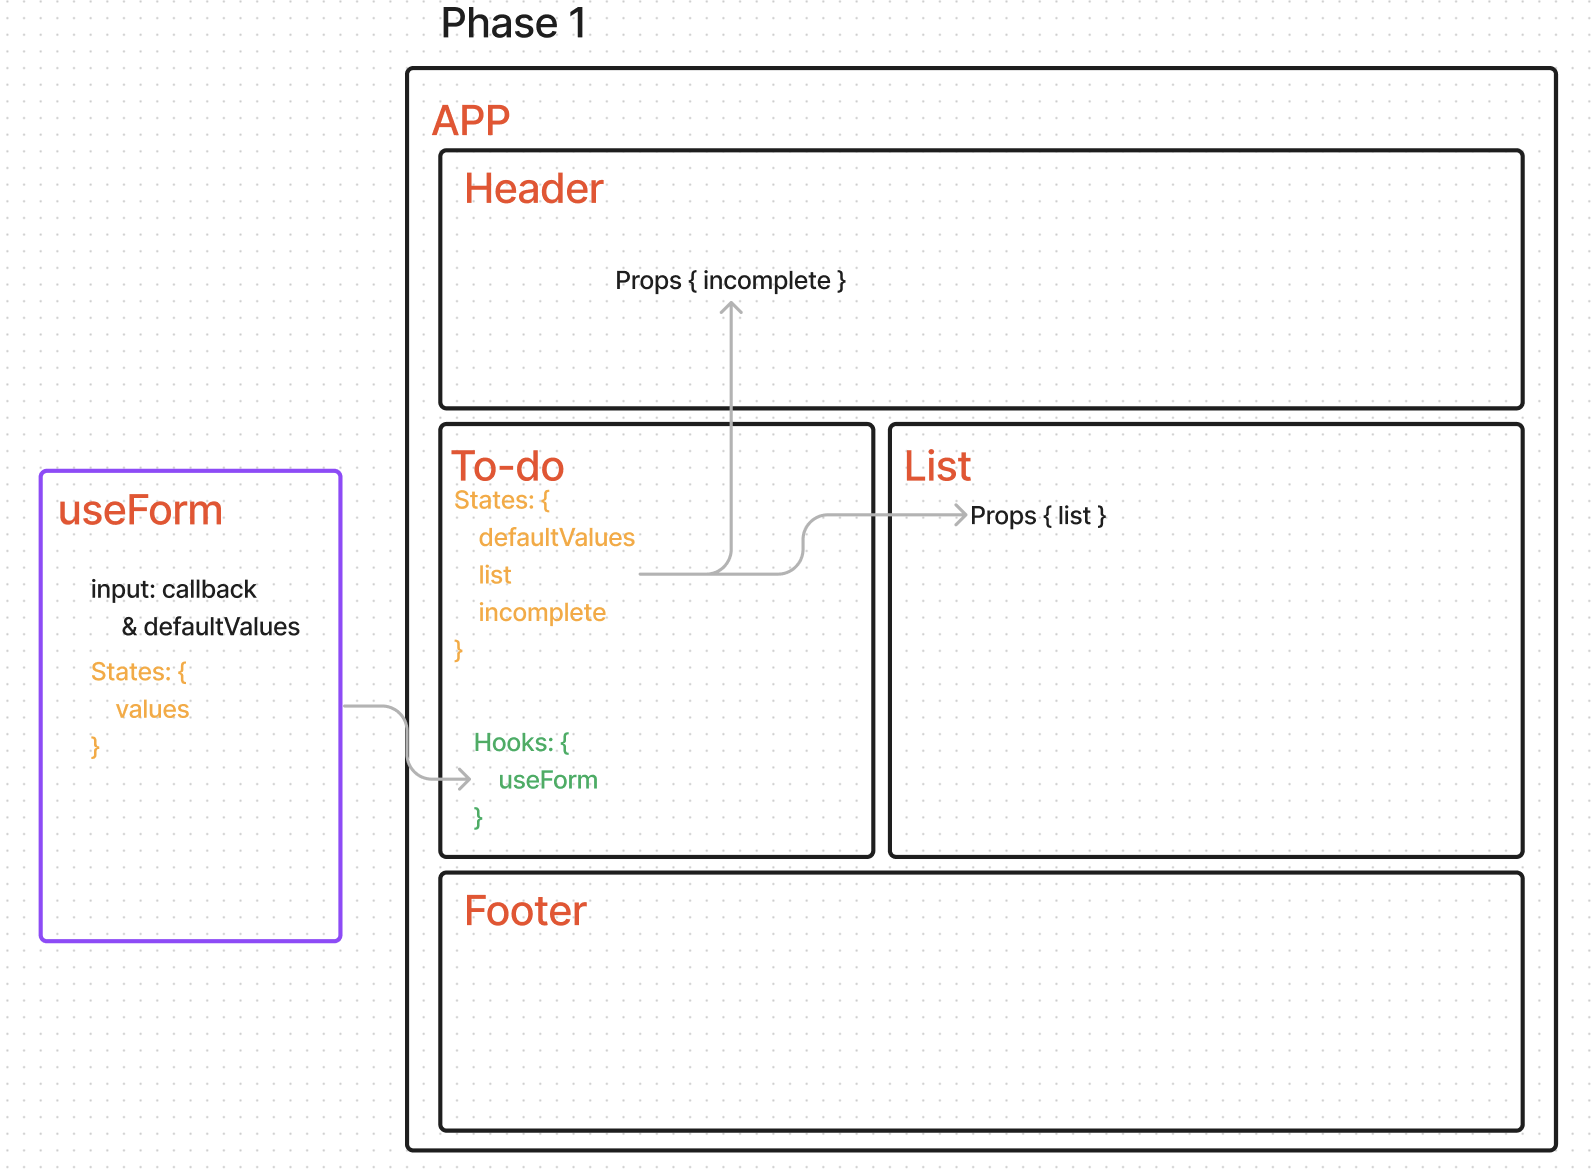 Phase 1
APP
Header
Props { incomplete }
To-do
States: {
defaultValues
list
incomplete
}
Hooks: {
useForm
}
List
Props { list }
useForm
input: callback
& defaultValues
States: {
values
}
Footer